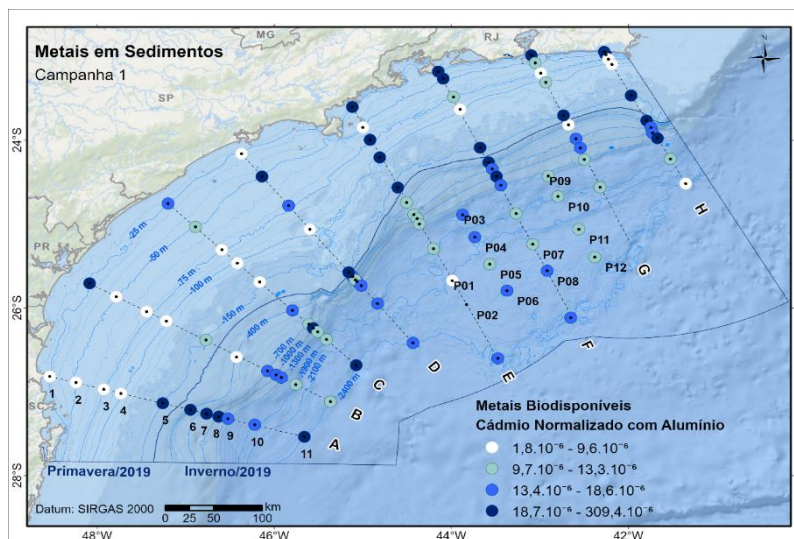 Metais em Sedimentos
Campanha 1
MG
RJ
SP
PR
SC
N
24°S
26°S
28°S
24°S
26°S
28°S
-25 m
-50 m
-75 m
-100 m
-150 m
-400 m
-700 m
-1000 m
-1300 m
-1900 m
-2100 m
-2400 m
P09
P10
P03
P04
P11
P07
P12
P05
P08
P01
P06
P02
H
G
F
E
D
C
B
A
1
2
3
4
5
6
7
8
9
10
11
Primavera/2019
Inverno/2019
Metais Biodisponíveis
Cádmio Normalizado com Alumínio
1,8.10⁻⁶ - 9,6.10⁻⁶
9,7.10⁻⁶ - 13,3.10⁻⁶
13,4.10⁻⁶ - 18,6.10⁻⁶
18,7.10⁻⁶ - 309,4.10⁻⁶
Datum: SIRGAS 2000
0 25 50 100
km
48°W
46°W
44°W
42°W